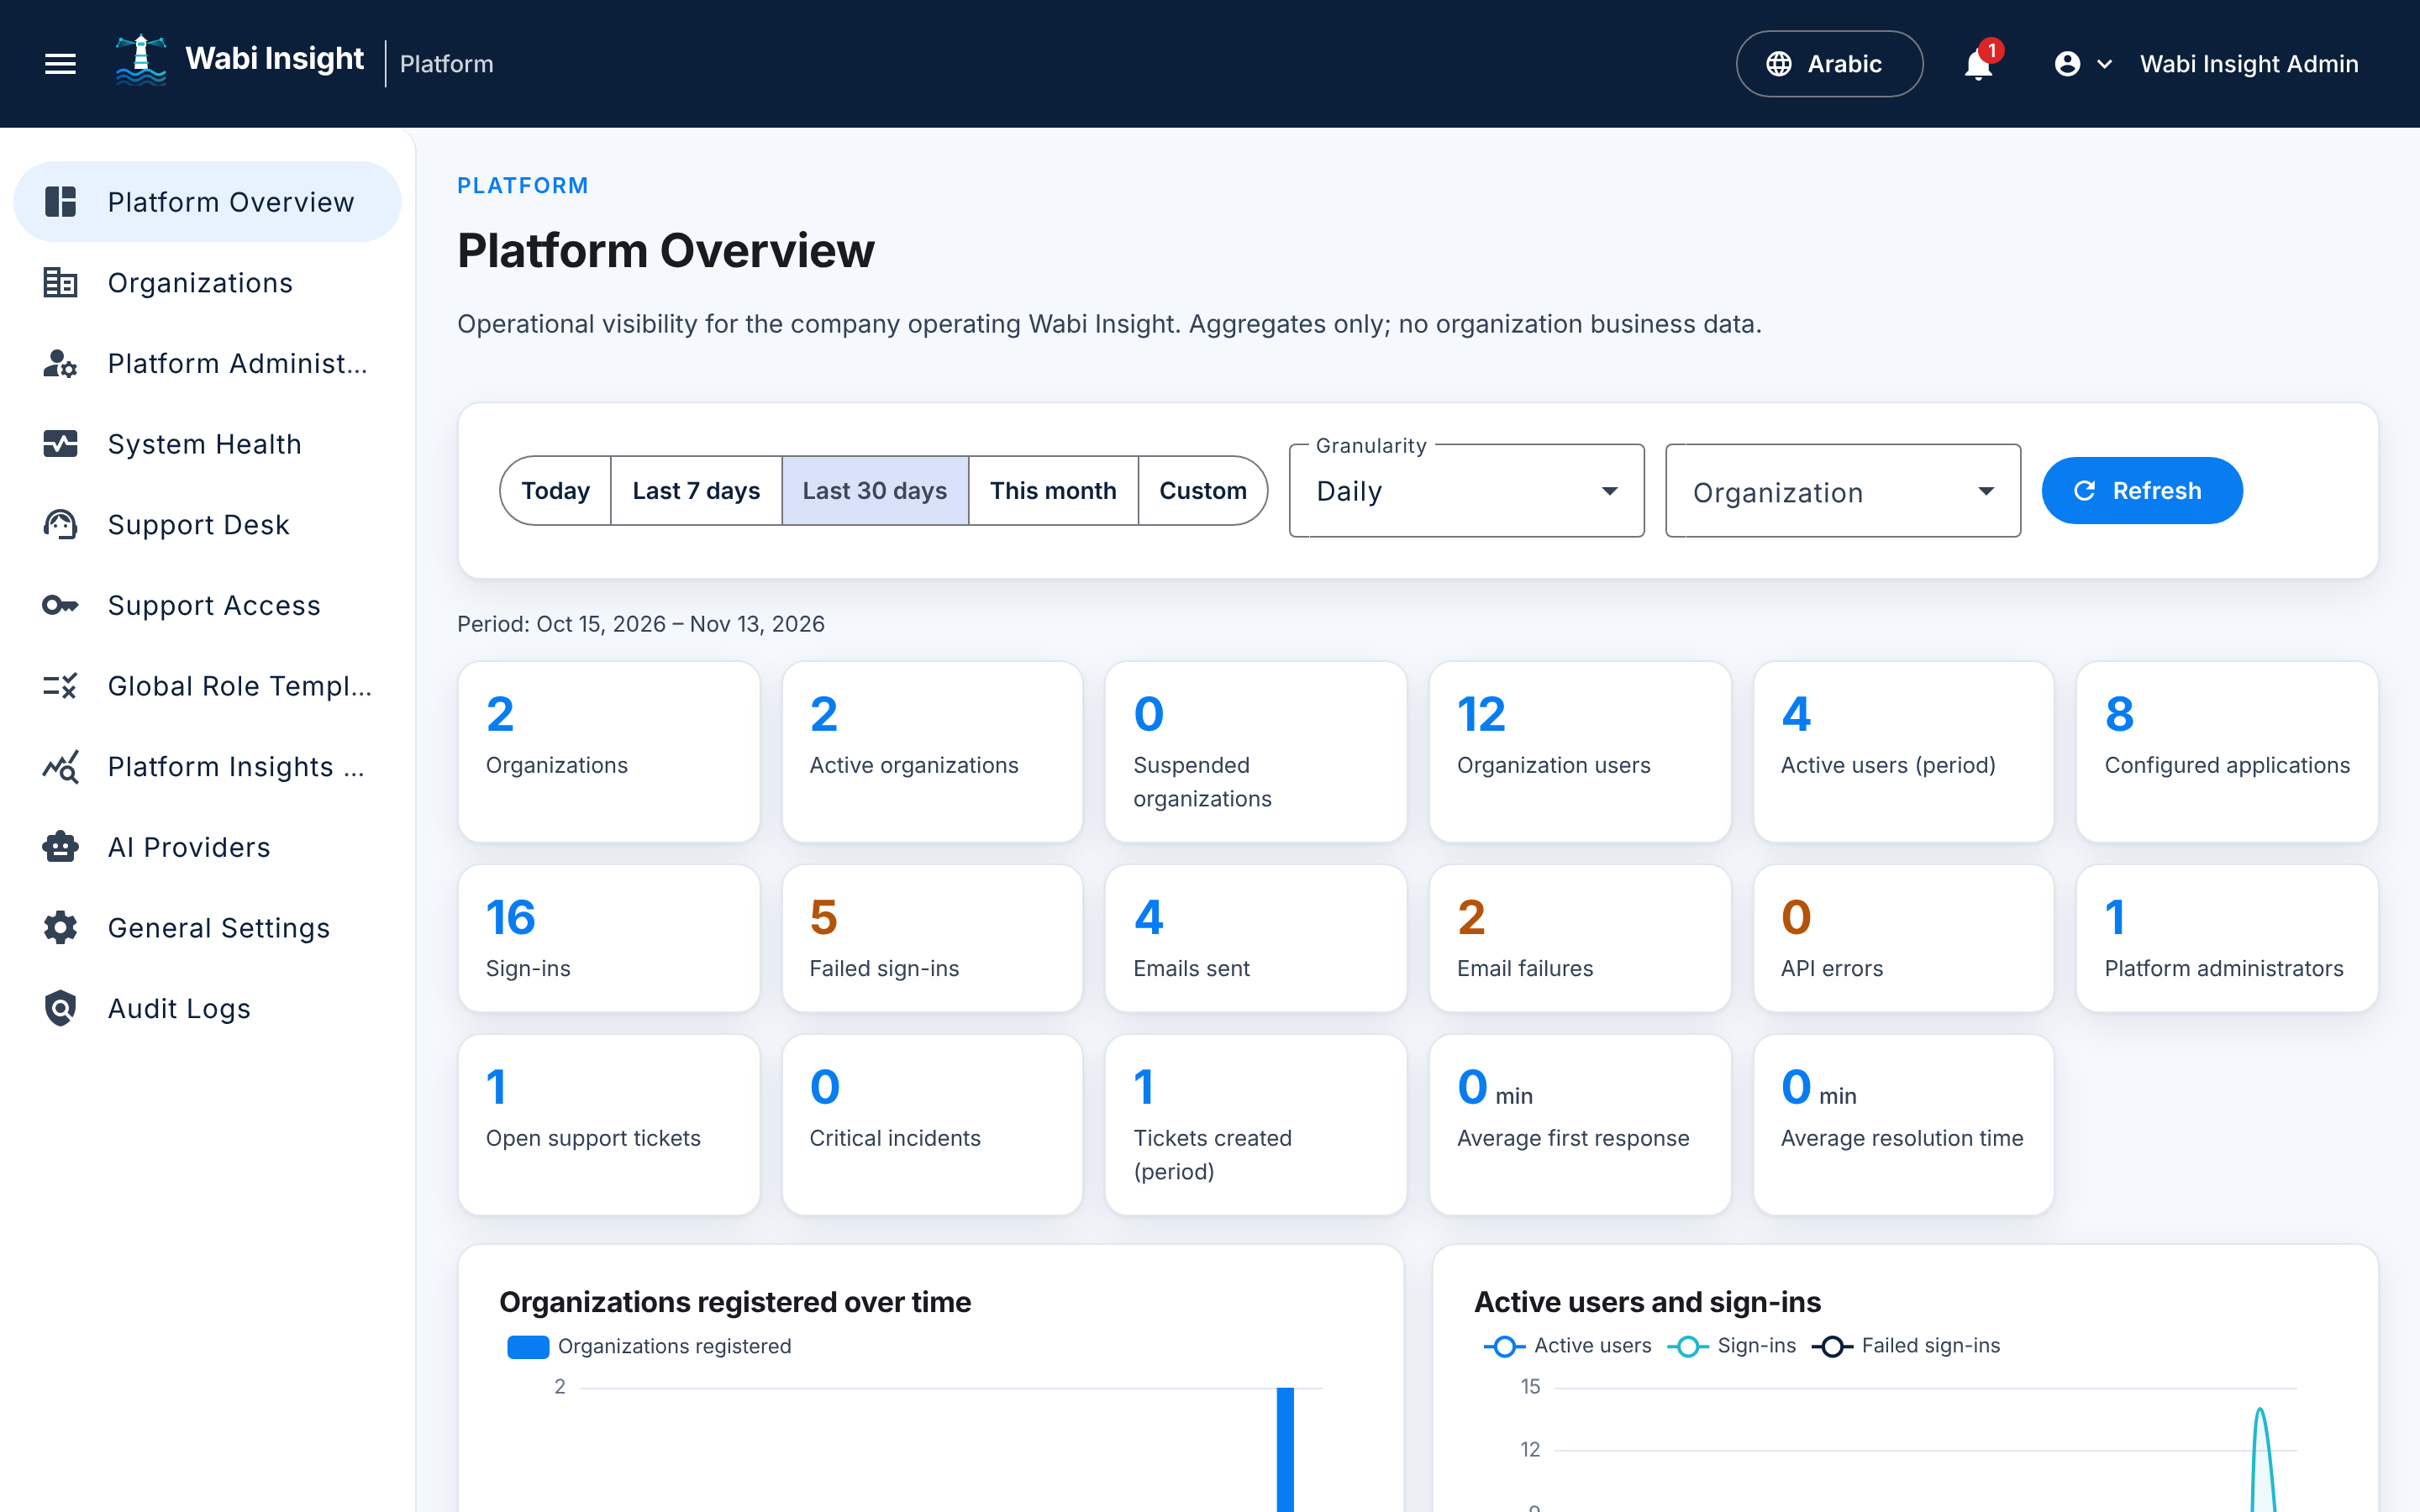 Wabi Insight
Platform
Arabic
1
Wabi Insight Admin
Platform Overview
Organizations
Platform Administ...
System Health
Support Desk
Support Access
Global Role Templ...
Platform Insights ...
AI Providers
General Settings
Audit Logs
PLATFORM
Platform Overview
Operational visibility for the company operating Wabi Insight. Aggregates only; no organization business data.
Today
Last 7 days
Last 30 days
This month
Custom
Granularity
Daily
Organization
Refresh
Period: Oct 15, 2026 – Nov 13, 2026
2
Organizations
2
Active organizations
0
Suspended
organizations
12
Organization users
4
Active users (period)
8
Configured applications
16
Sign-ins
5
Failed sign-ins
4
Emails sent
2
Email failures
0
API errors
1
Platform administrators
1
Open support tickets
0
Critical incidents
1
Tickets created
(period)
0 min
Average first response
0 min
Average resolution time
Organizations registered over time
Organizations registered
2
Active users and sign-ins
Active users
Sign-ins
Failed sign-ins
15
12